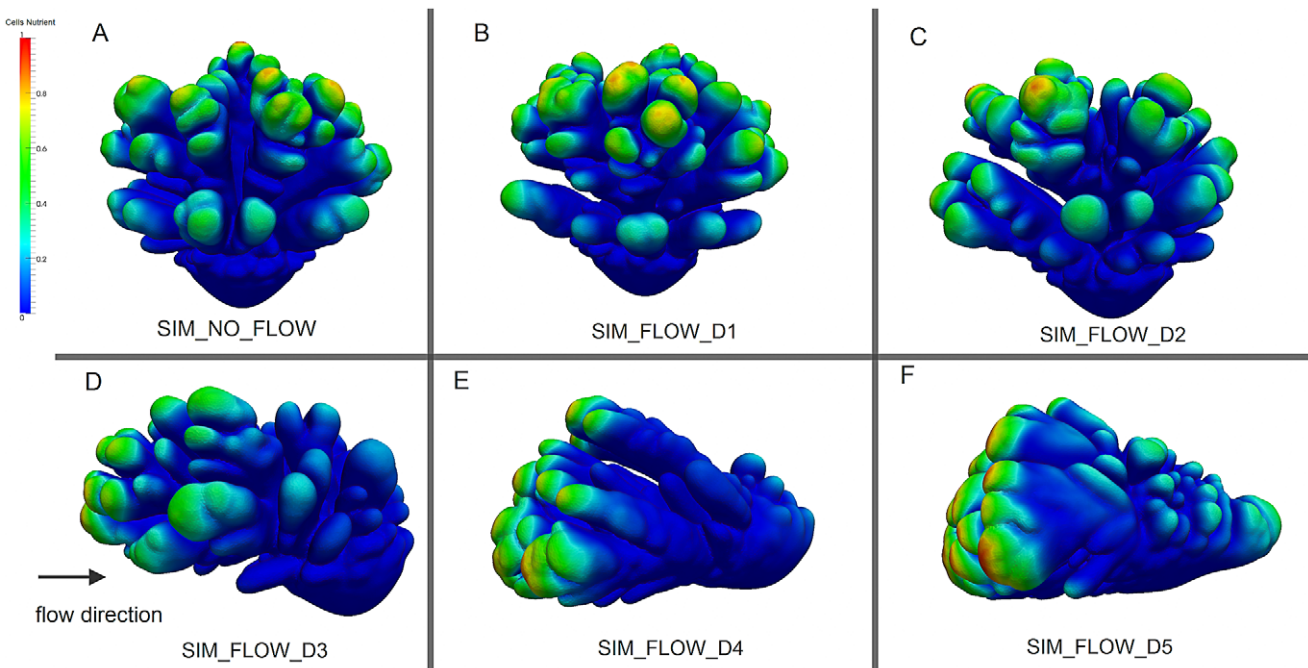 Cells Nutrient
1
0.8
0.6
0.4
0.2
0
A
SIM_NO_FLOW
B
SIM_FLOW_D1
C
SIM_FLOW_D2
D
flow direction
SIM_FLOW_D3
E
SIM_FLOW_D4
F
SIM_FLOW_D5